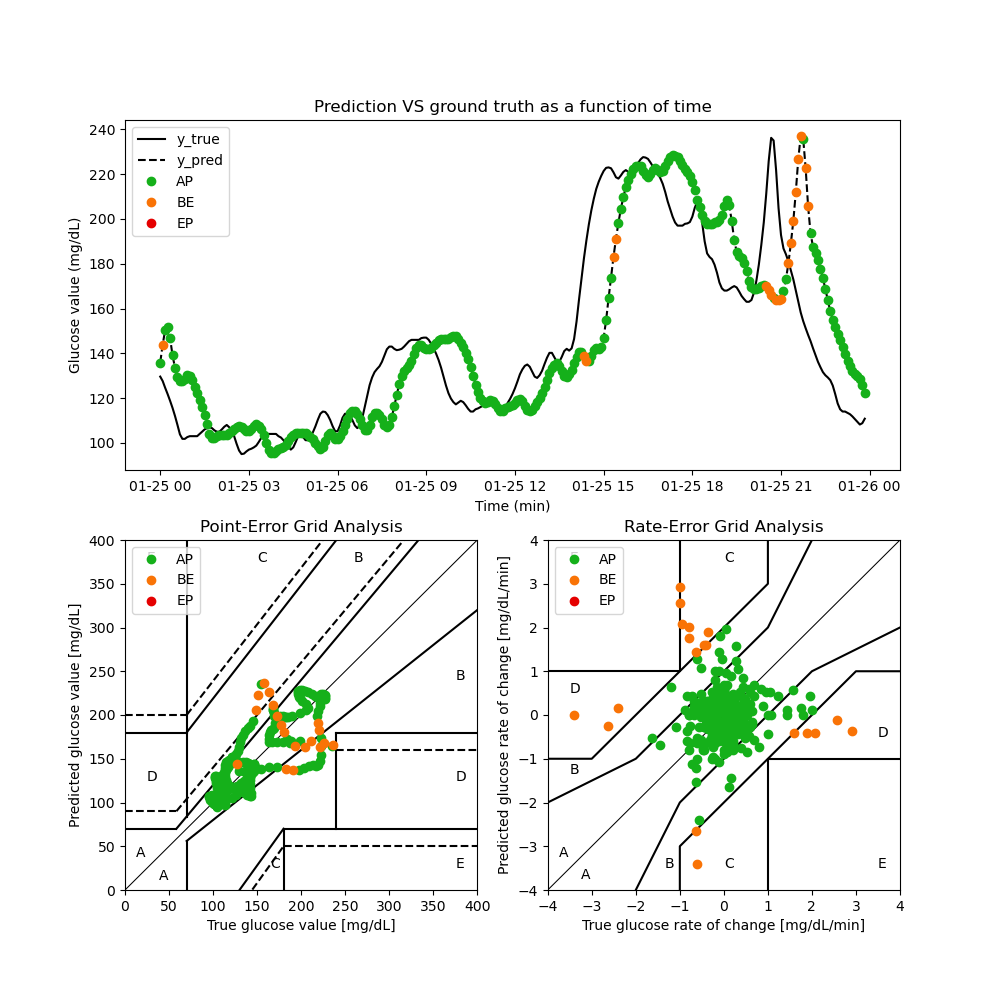 Prediction VS ground truth as a function of time
Glucose value (mg/dL)
240
220
200
180
160
140
120
100
y_true
y_pred
AP
BE
EP
01-25 00
01-25 03
01-25 06
01-25 09
01-25 12
01-25 15
01-25 18
01-25 21
01-26 00
Time (min)
Point-Error Grid Analysis
Predicted glucose value [mg/dL]
400
350
300
250
200
150
100
50
0
AP
BE
EP
C
B
B
D
D
A
A
C
E
0
50
100
150
200
250
300
350
400
True glucose value [mg/dL]
Rate-Error Grid Analysis
Predicted glucose rate of change [mg/dL/min]
4
3
2
1
0
−1
−2
−3
−4
AP
BE
EP
C
D
D
B
A
A
B
C
E
−4
−3
−2
−1
0
1
2
3
4
True glucose rate of change [mg/dL/min]